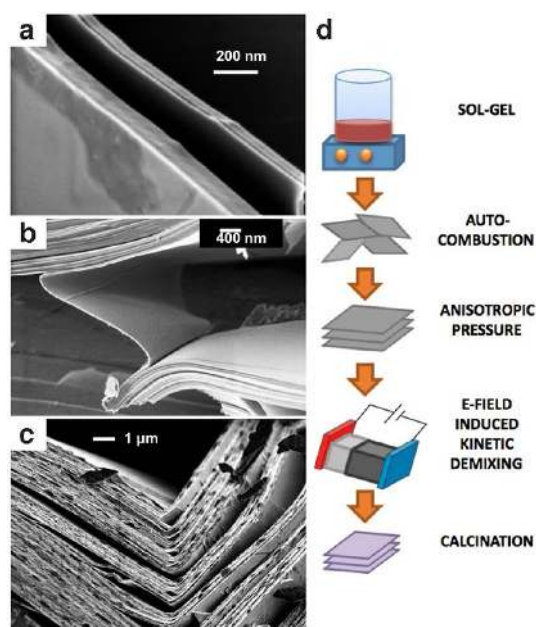 a
200 nm
b
400 nm
c
1 µm
d
SOL-GEL
AUTO-
COMBUSTION
ANISOTROPIC
PRESSURE
E-FIELD
INDUCED
KINETIC
DEMIXING
CALCINATION